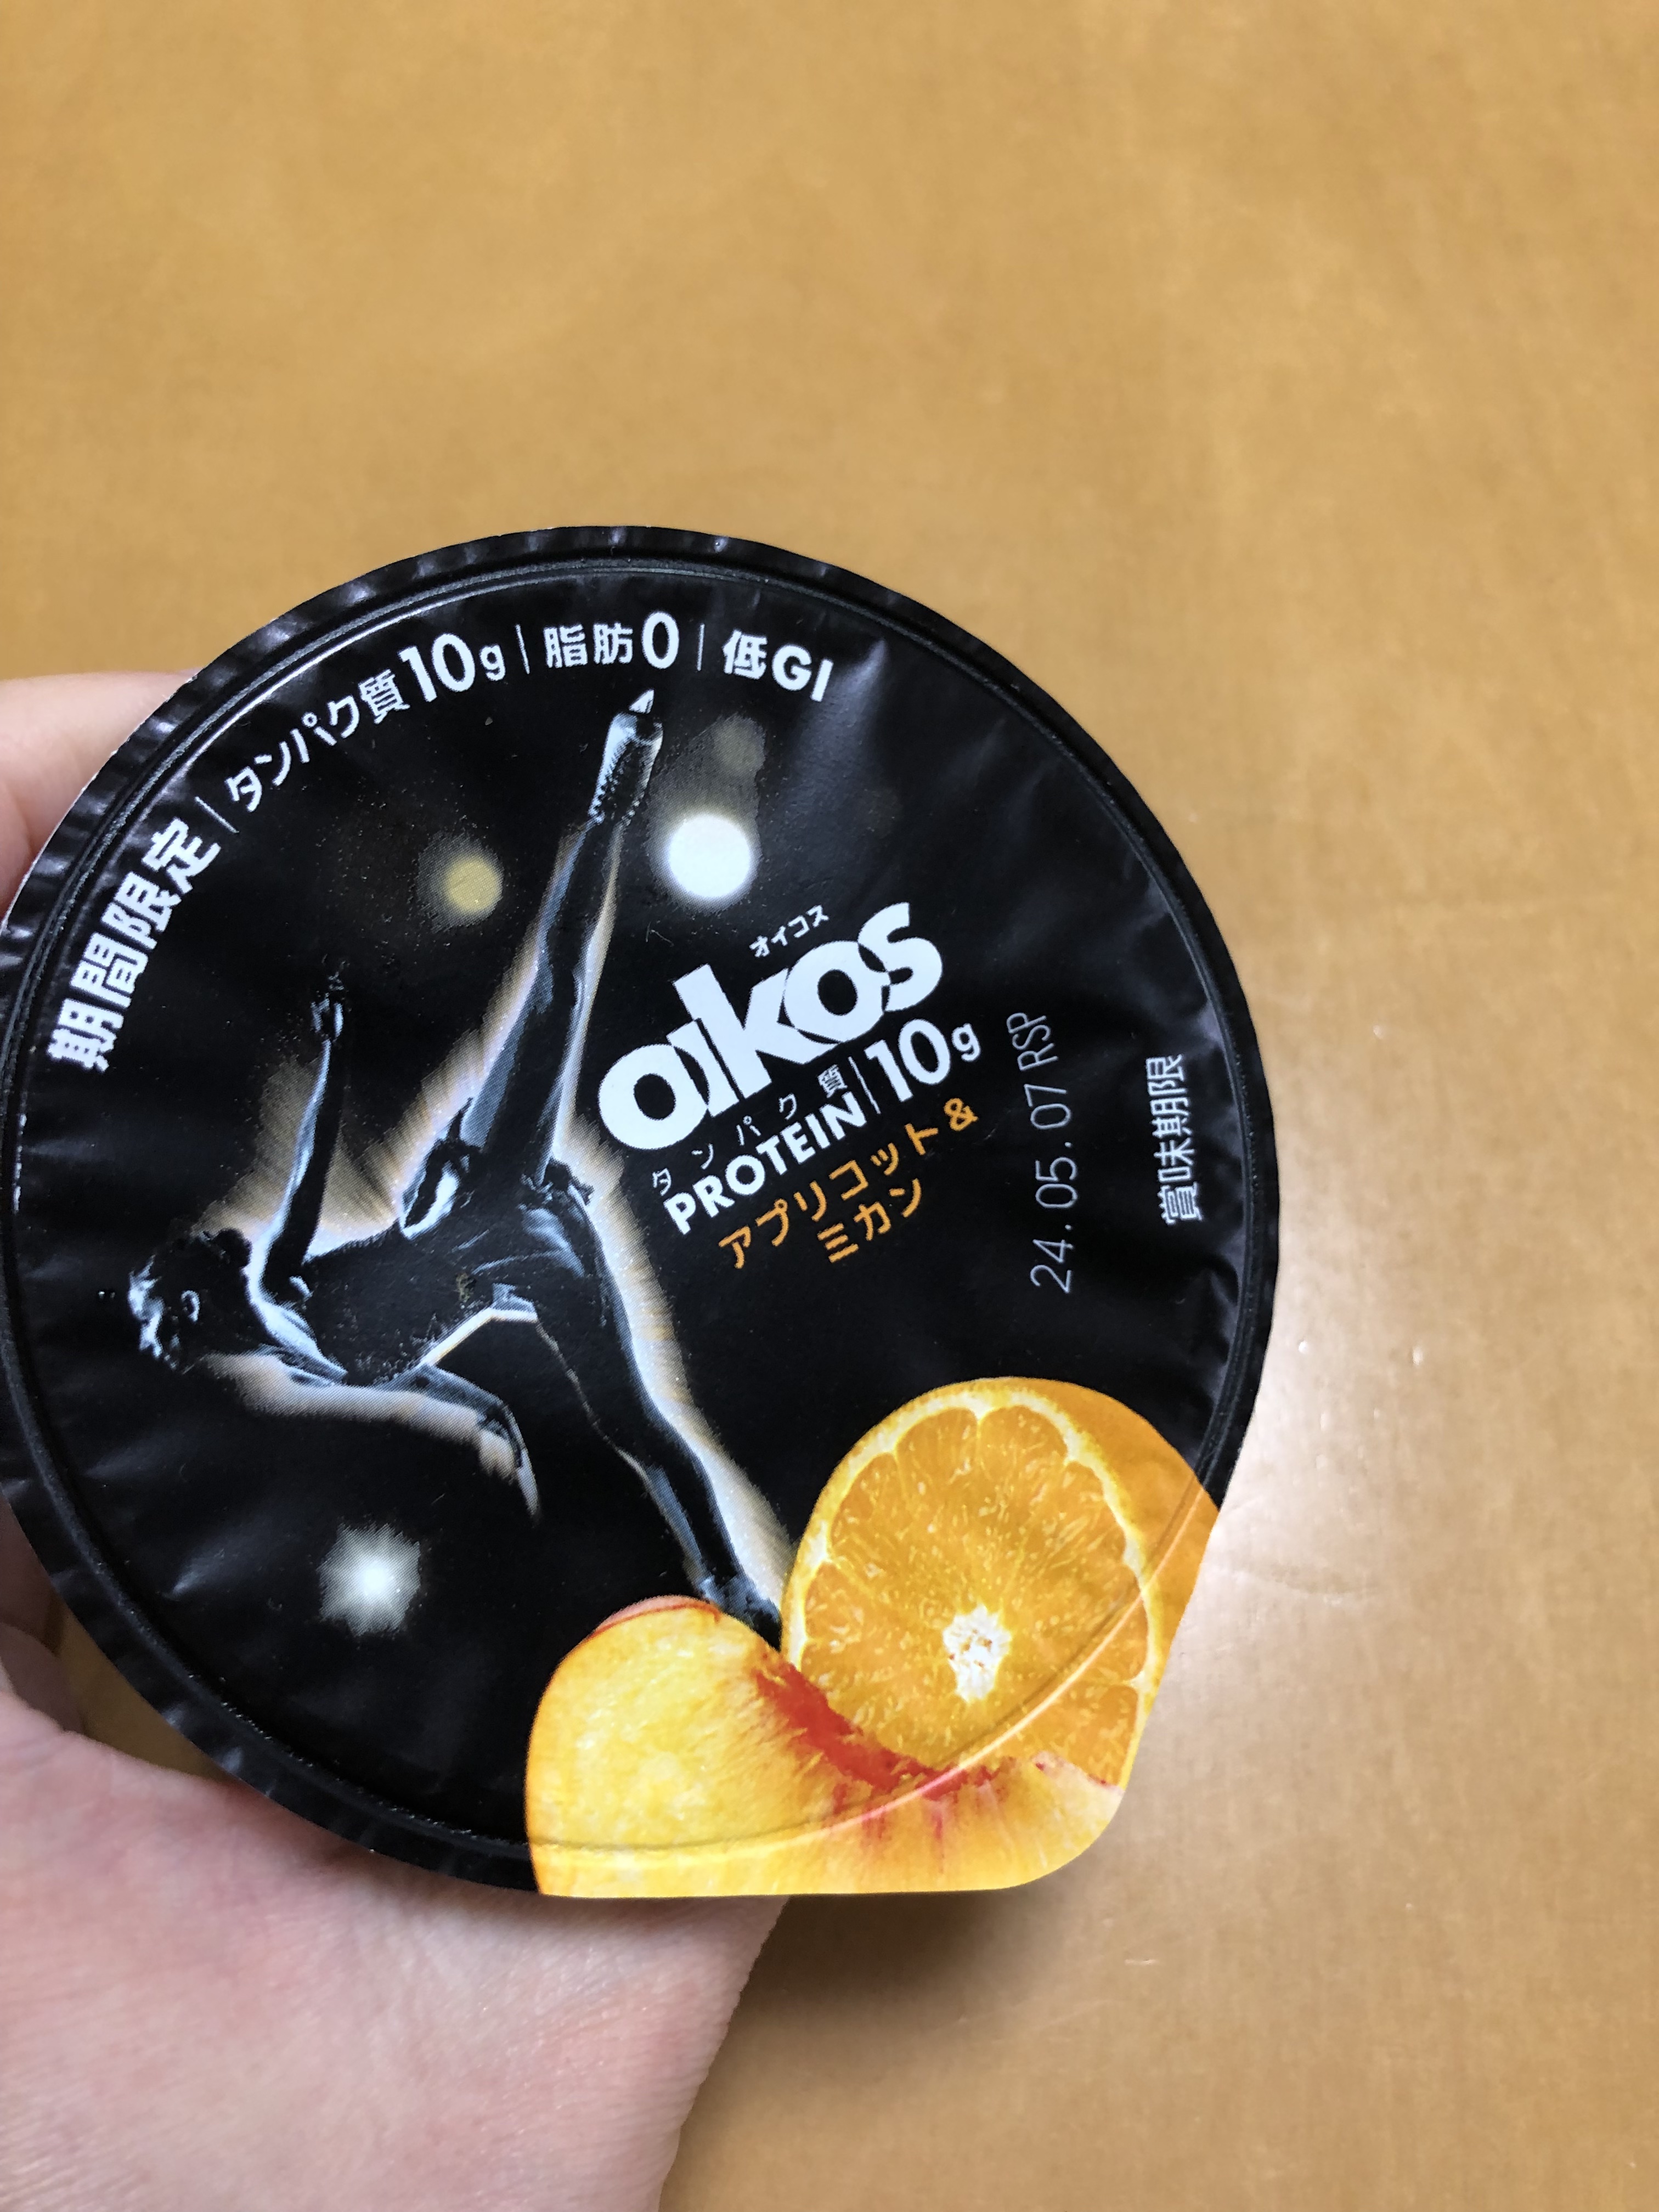 期間限定 | タンパク質10g | 脂肪0 | 低GI
オイコス
oikos
タンパク質
PROTEIN | 10g
アプリコット&
ミカン
24.05.07 RSP
賞味期限